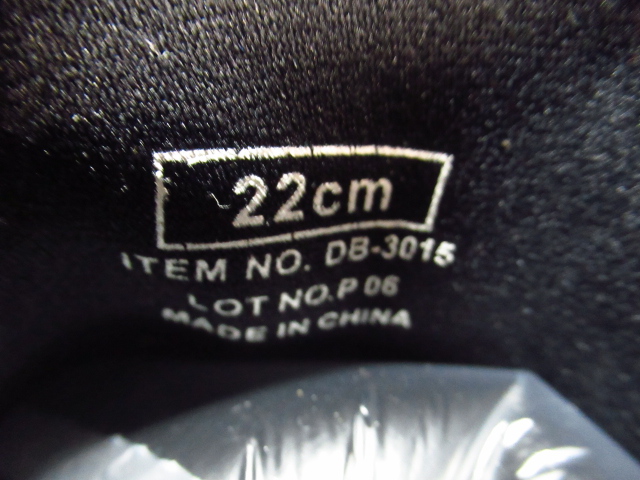 22cm
ITEM NO. DB-3015
LOT NO.P 06
MADE IN CHINA